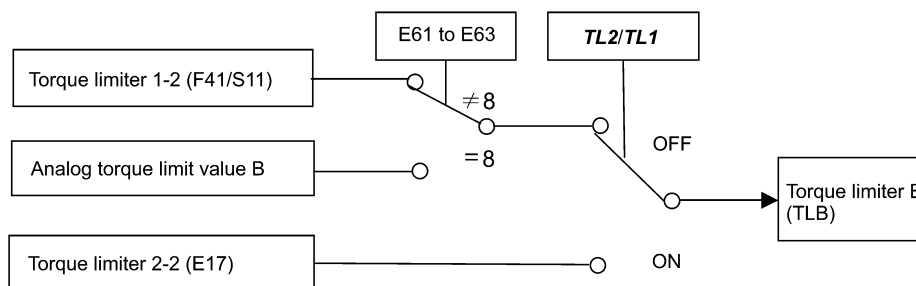 E61 to E63
TL2/TL1
Torque limiter 1-2 (F41/S11)
≠8
OFF
=8
Analog torque limit value B
Torque limiter B
(TLB)
Torque limiter 2-2 (E17)
ON